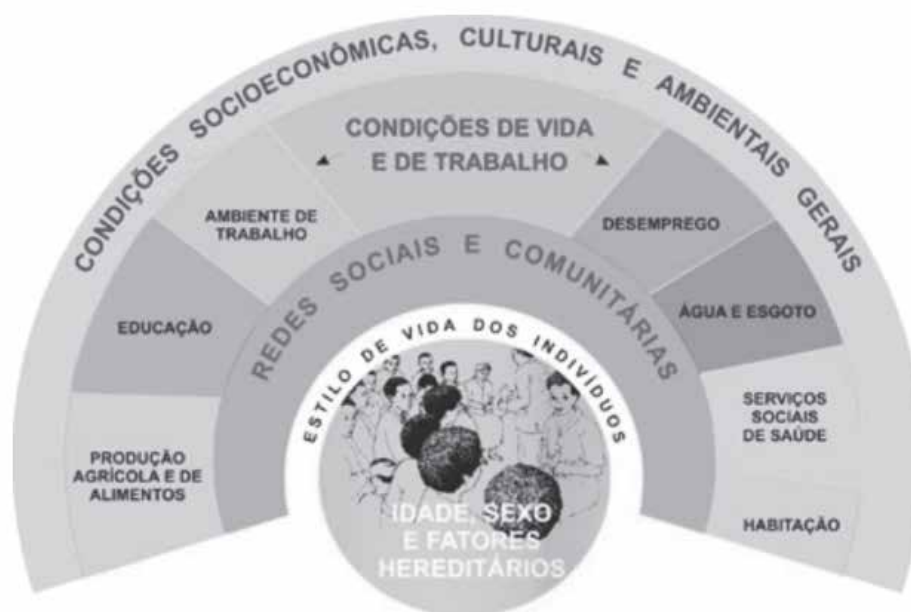 CONDIÇÕES SOCIOECONÔMICAS, CULTURAIS E AMBIENTAIS GERAIS
CONDIÇÕES DE VIDA
E DE TRABALHO
AMBIENTE DE
TRABALHO
DESEMPREGO
EDUCAÇÃO
ÁGUA E ESGOTO
REDES SOCIAIS E COMUNITÁRIAS
ESTILO DE VIDA DOS INDIVÍDUOS
PRODUÇÃO
AGRÍCOLA E DE
ALIMENTOS
SERVIÇOS
SOCIAIS
DE SAÚDE
HABITAÇÃO
IDADE, SEXO
E FATORES
HEREDITÁRIOS